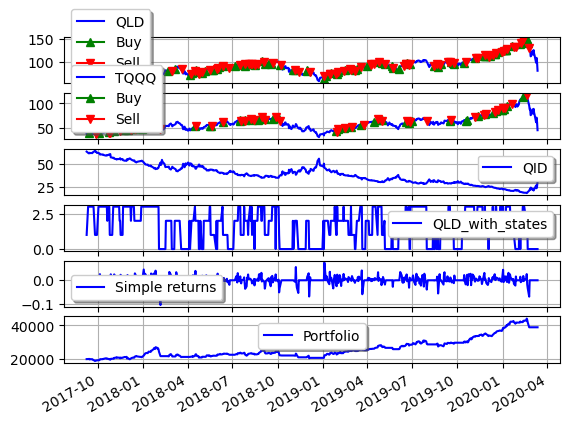 QLD
Buy
Sell
150
100
TQQQ
Buy
Sell
100
50
50
25
QID
2.5
0.0
QLD_with_states
0.0
−0.1
Simple returns
40000
20000
Portfolio
2017-10 2018-01 2018-04 2018-07 2018-10 2019-01 2019-04 2019-07 2019-10 2020-01 2020-04